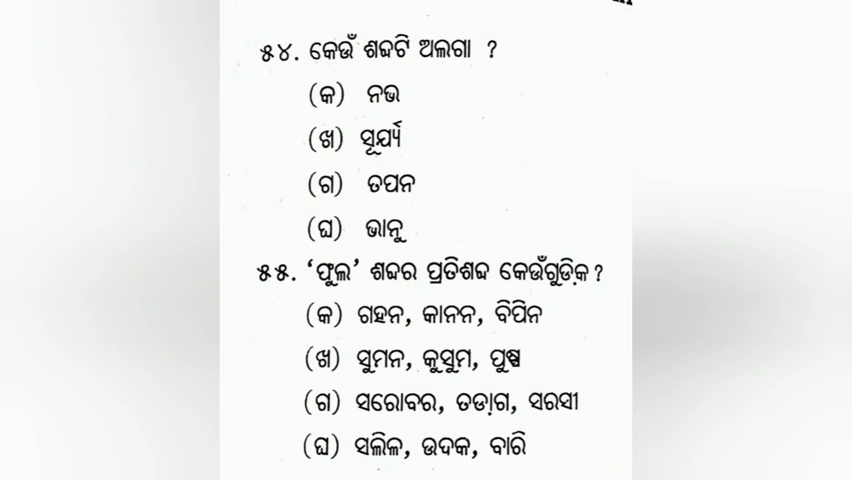 ୫୪. କେଉଁ ଶବ୍ଦଟି ଅଲଗା ?
(କ) ନଭ
(ଖ) ସୂର୍ଯ୍ୟ
(ଗ) ତପନ
(ଘ) ଭାନୁ
୫୫. ‘ଫୁଲ’ ଶବ୍ଦର ପ୍ରତିଶବ୍ଦ କେଉଁଗୁଡ଼ିକ ?
(କ) ଗହନ, କାନନ, ବିପିନ
(ଖ) ସୁମନ, କୁସୁମ, ପୁଷ୍ପ
(ଗ) ସରୋବର, ତଡ଼ାଗ, ସରସୀ
(ଘ) ସଲିଳ, ଉଦକ, ବାରି